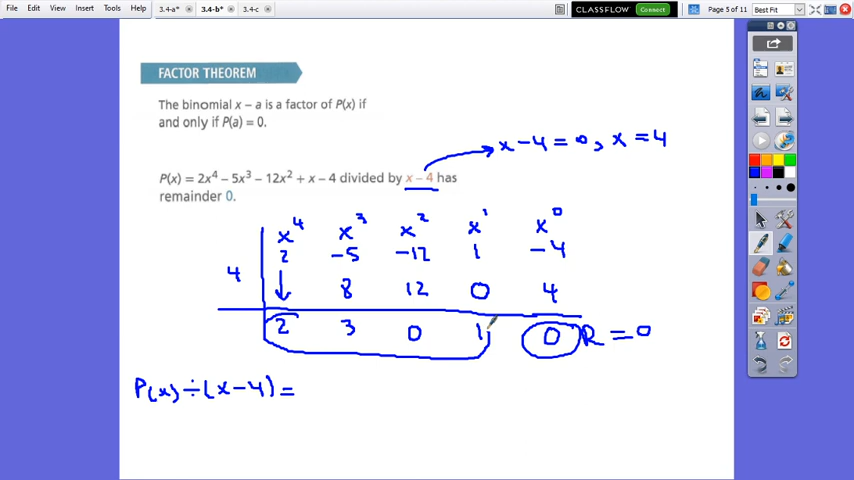 File Edit View Insert Tools Help 3.4-a* 3.4-b* 3.4-c CLASSFLOW Connect Page 5 of 11 Best Fit
FACTOR THEOREM
The binomial x – a is a factor of P(x) if
and only if P(a) = 0.
x-4=0, x=4
P(x) = 2x⁴ – 5x³ – 12x² + x – 4 divided by x – 4 has
remainder 0.
x⁴ x³ x² x¹ x⁰
2 -5 -12 1 -4
4
↓ 8 12 0 4
2 3 0 1 0 R=0
P(x)÷(x-4)=